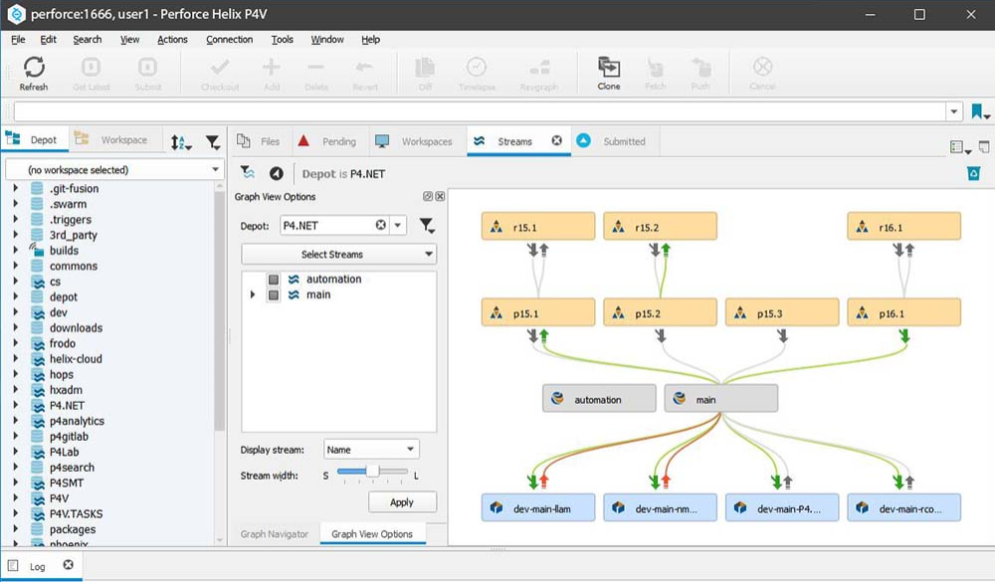 perforce:1666, user1 - Perforce Helix P4V
File Edit Search View Actions Connection Tools Window Help
Refresh Get Latest Submit Checkout Add Delete Revert Diff Timelapse Revgraph Clone Fetch Push Cancel
Depot Workspace Files Pending Workspaces Streams Submitted
(no workspace selected)
Depot is P4.NET
.git-fusion
.swarm
.triggers
3rd_party
builds
commons
cs
depot
dev
downloads
frodo
helix-cloud
hops
hxadm
P4.NET
p4analytics
p4gitlab
P4Lab
p4search
P4SMT
P4V
P4V.TASKS
packages
phoenix
Graph View Options
Depot: P4.NET
Select Streams
automation
main
Display stream: Name
Stream width: S L
Apply
Graph Navigator Graph View Options
r15.1 r15.2 r16.1
p15.1 p15.2 p15.3 p16.1
automation main
dev-main-llam dev-main-nm... dev-main-P4.... dev-main-rco...
Log